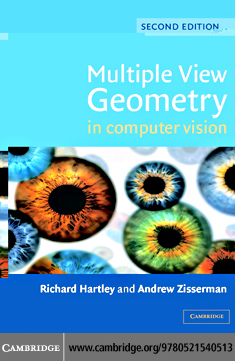 SECOND EDITION
Multiple View
Geometry
in computer vision
Richard Hartley and Andrew Zisserman
CAMBRIDGE
CAMBRIDGE www.cambridge.org/9780521540513